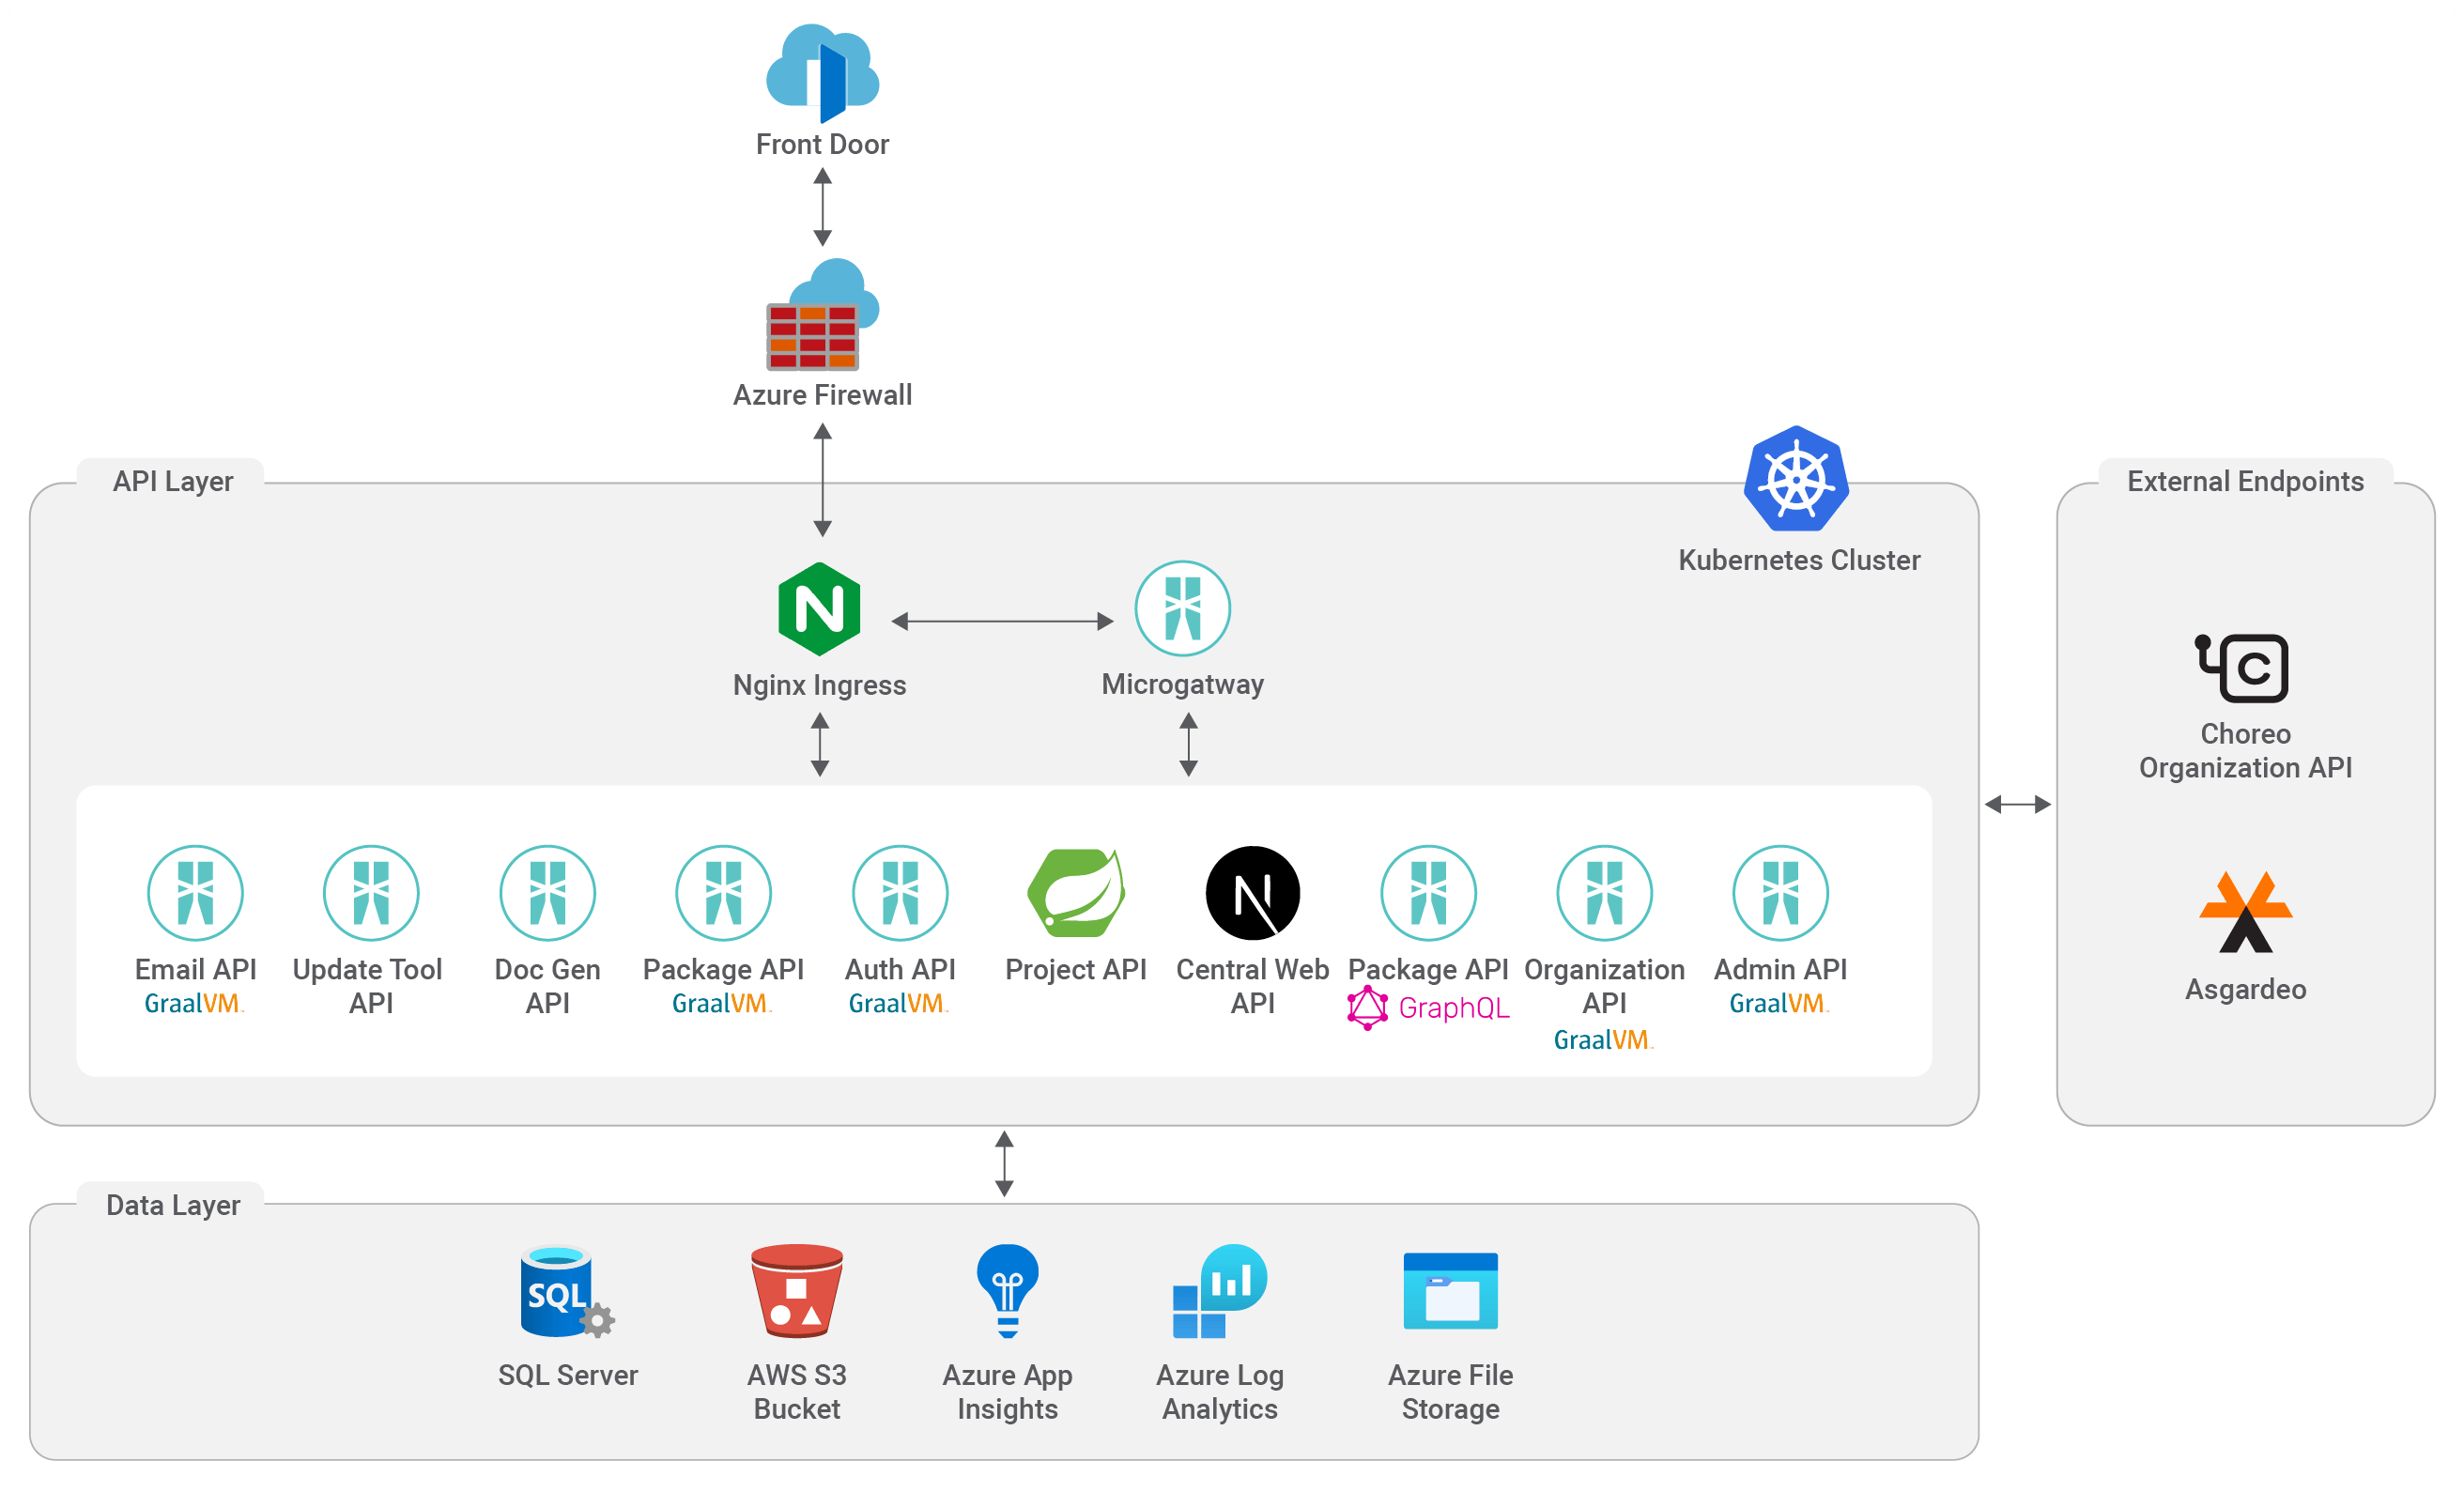 Front Door
Azure Firewall
API Layer
External Endpoints
Kubernetes Cluster
Nginx Ingress
Microgatway
Choreo
Organization API
Asgardeo
Email API
GraalVM
Update Tool
API
Doc Gen
API
Package API
GraalVM
Auth API
GraalVM
Project API
Central Web
API
Package API
GraphQL
Organization
API
GraalVM
Admin API
GraalVM
Data Layer
SQL
SQL Server
AWS S3
Bucket
Azure App
Insights
Azure Log
Analytics
Azure File
Storage